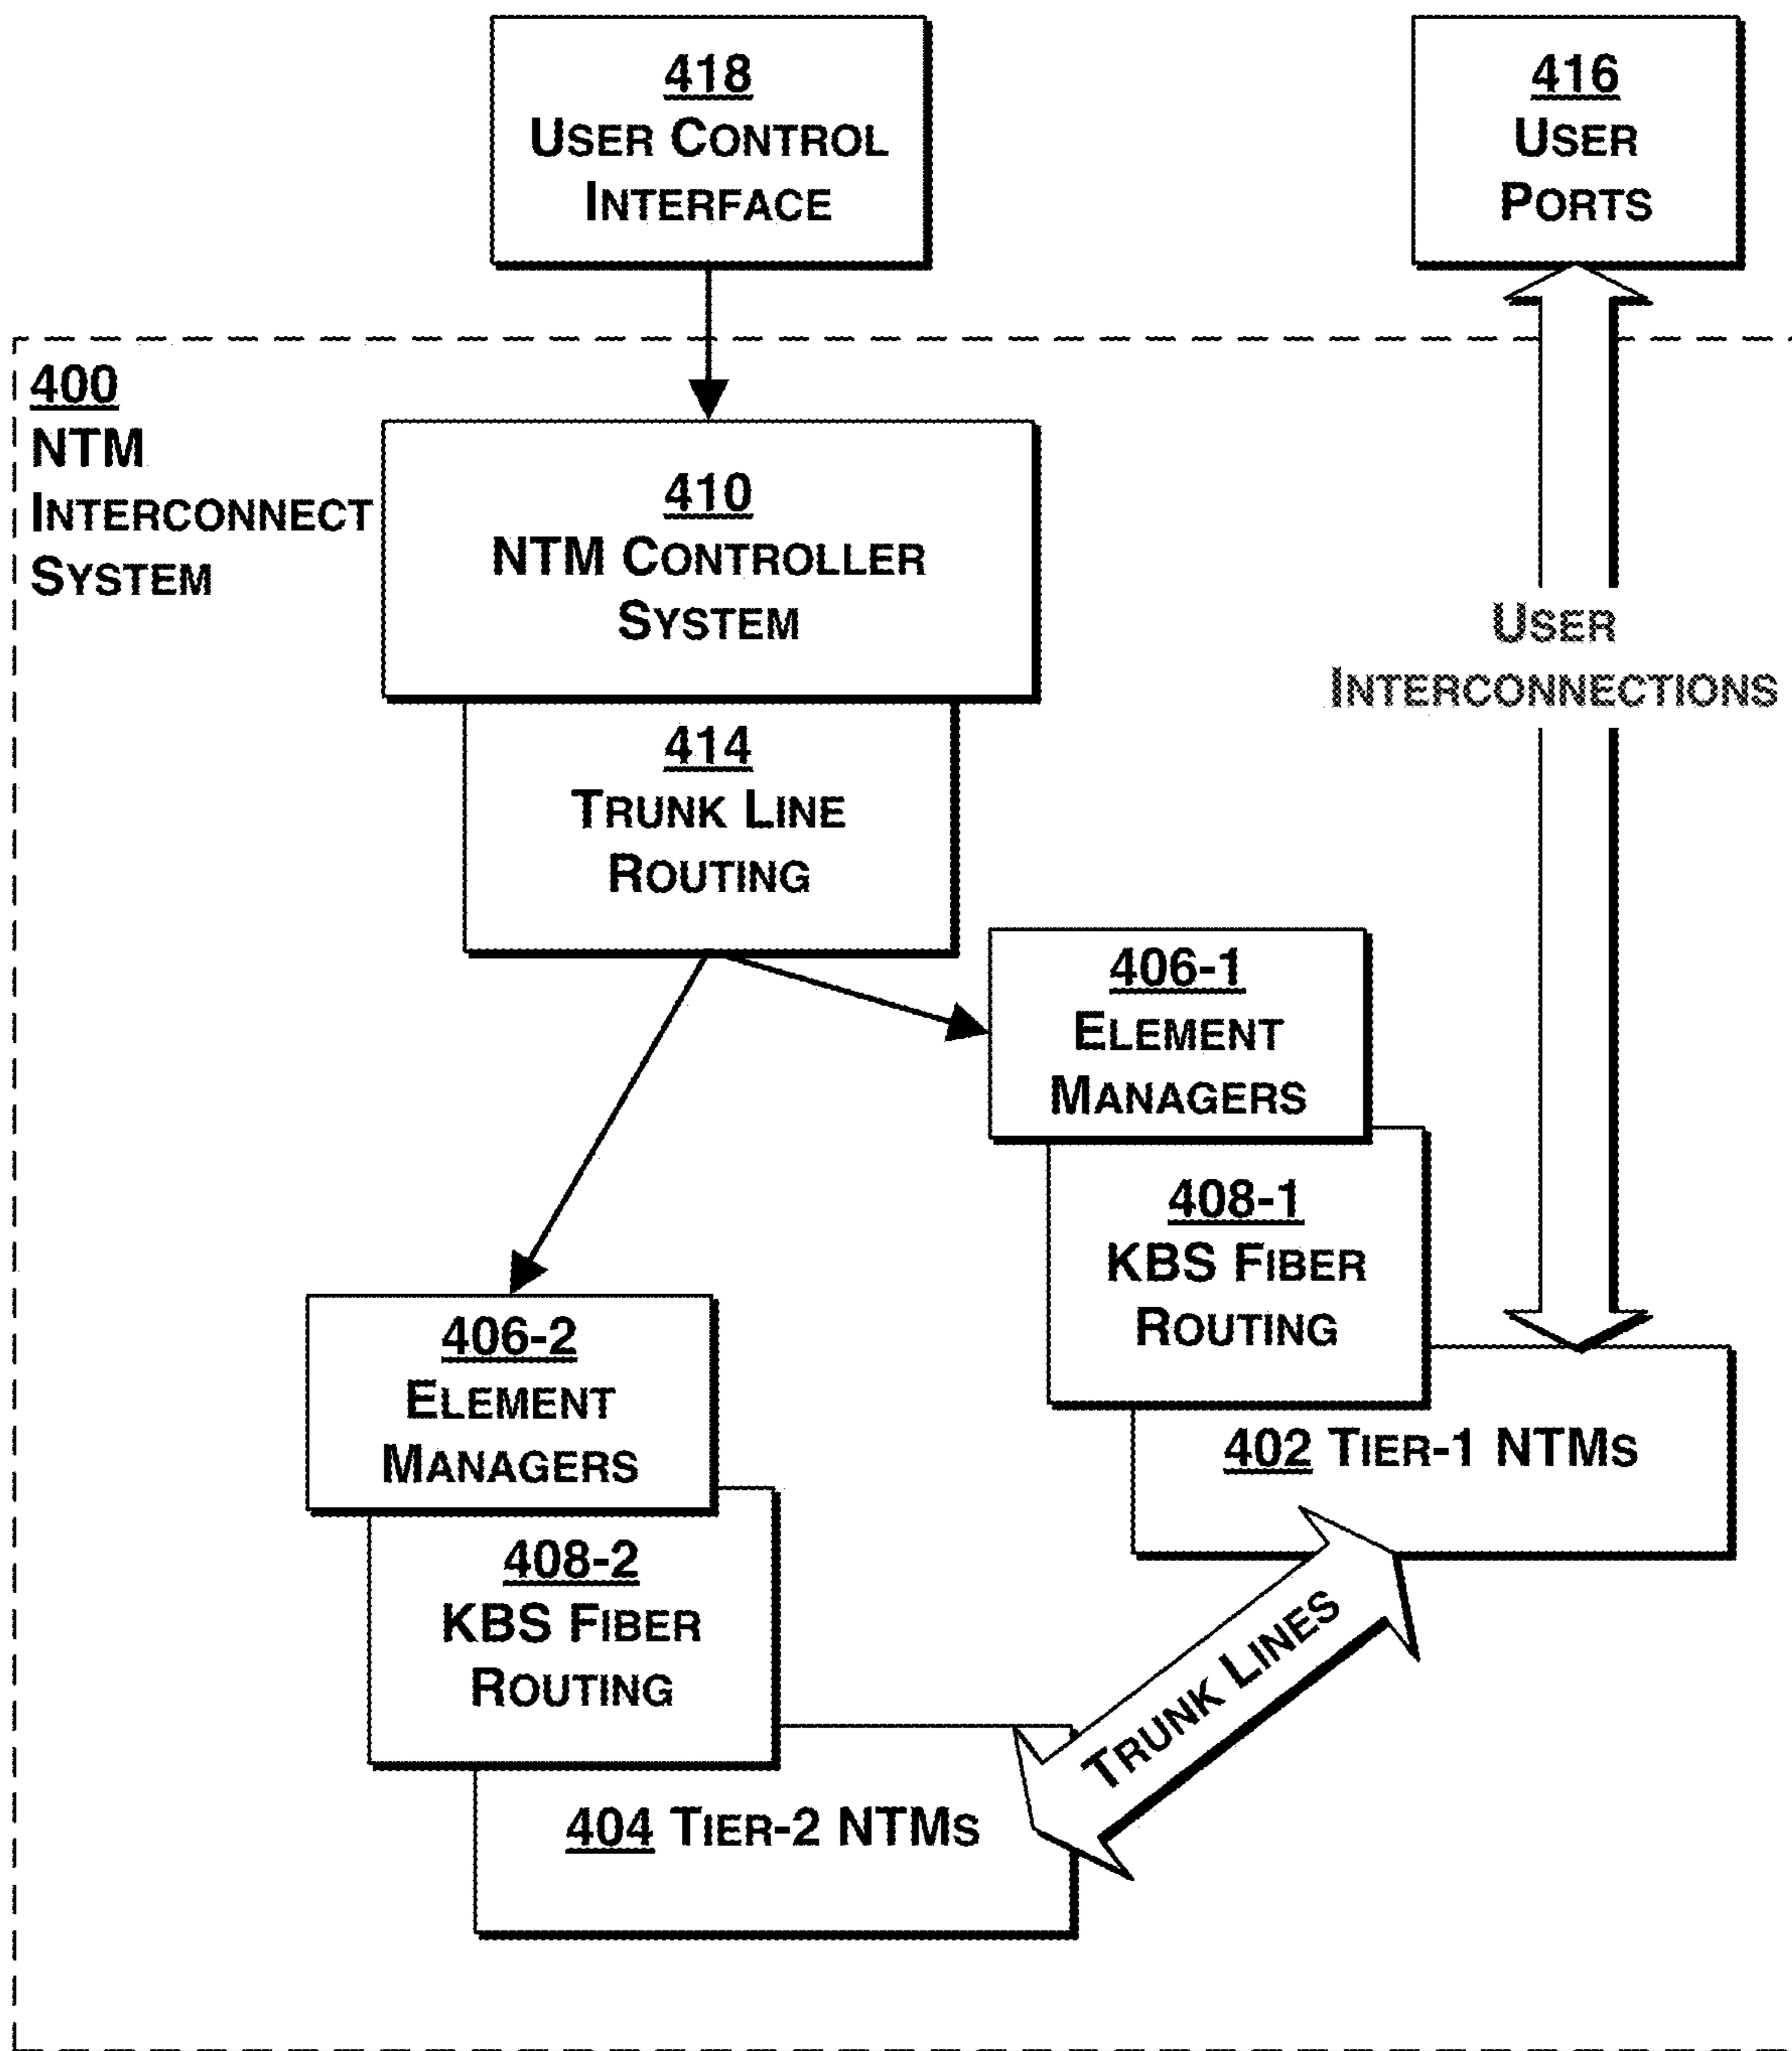 418
USER CONTROL
INTERFACE
416
USER
PORTS
400
NTM
INTERCONNECT
SYSTEM
410
NTM CONTROLLER
SYSTEM
USER
INTERCONNECTIONS
414
TRUNK LINE
ROUTING
406-1
ELEMENT
MANAGERS
408-1
KBS FIBER
ROUTING
402 TIER-1 NTMS
406-2
ELEMENT
MANAGERS
408-2
KBS FIBER
ROUTING
TRUNK LINES
404 TIER-2 NTMS